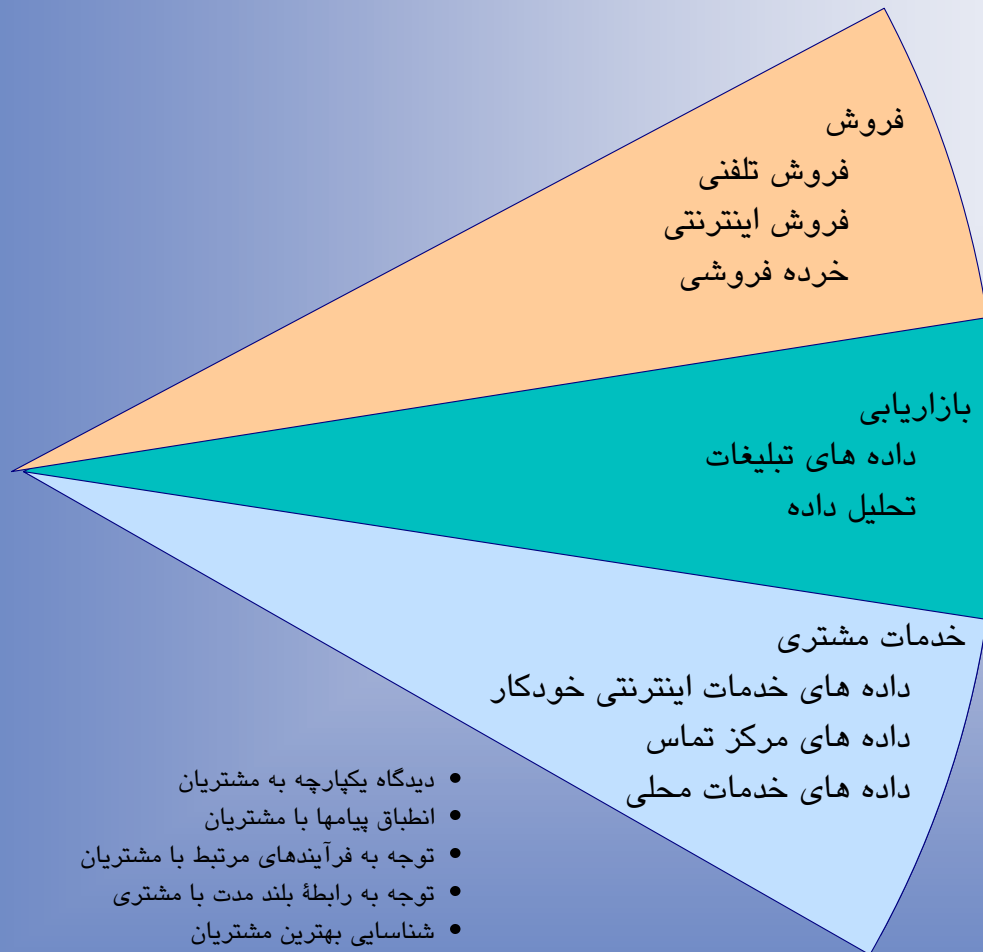 فروش
فروش تلفنی
فروش اینترنتی
خرده فروشی
بازاریابی
داده های تبلیغات
تحلیل داده
خدمات مشتری
داده های خدمات اینترنتی خودکار
داده های مرکز تماس
داده های خدمات محلی
• دیدگاه یکپارچه به مشتریان
• انطباق پیامها با مشتریان
• توجه به فرآیندهای مرتبط با مشتریان
• توجه به رابطۀ بلند مدت با مشتری
• شناسایی بهترین مشتریان